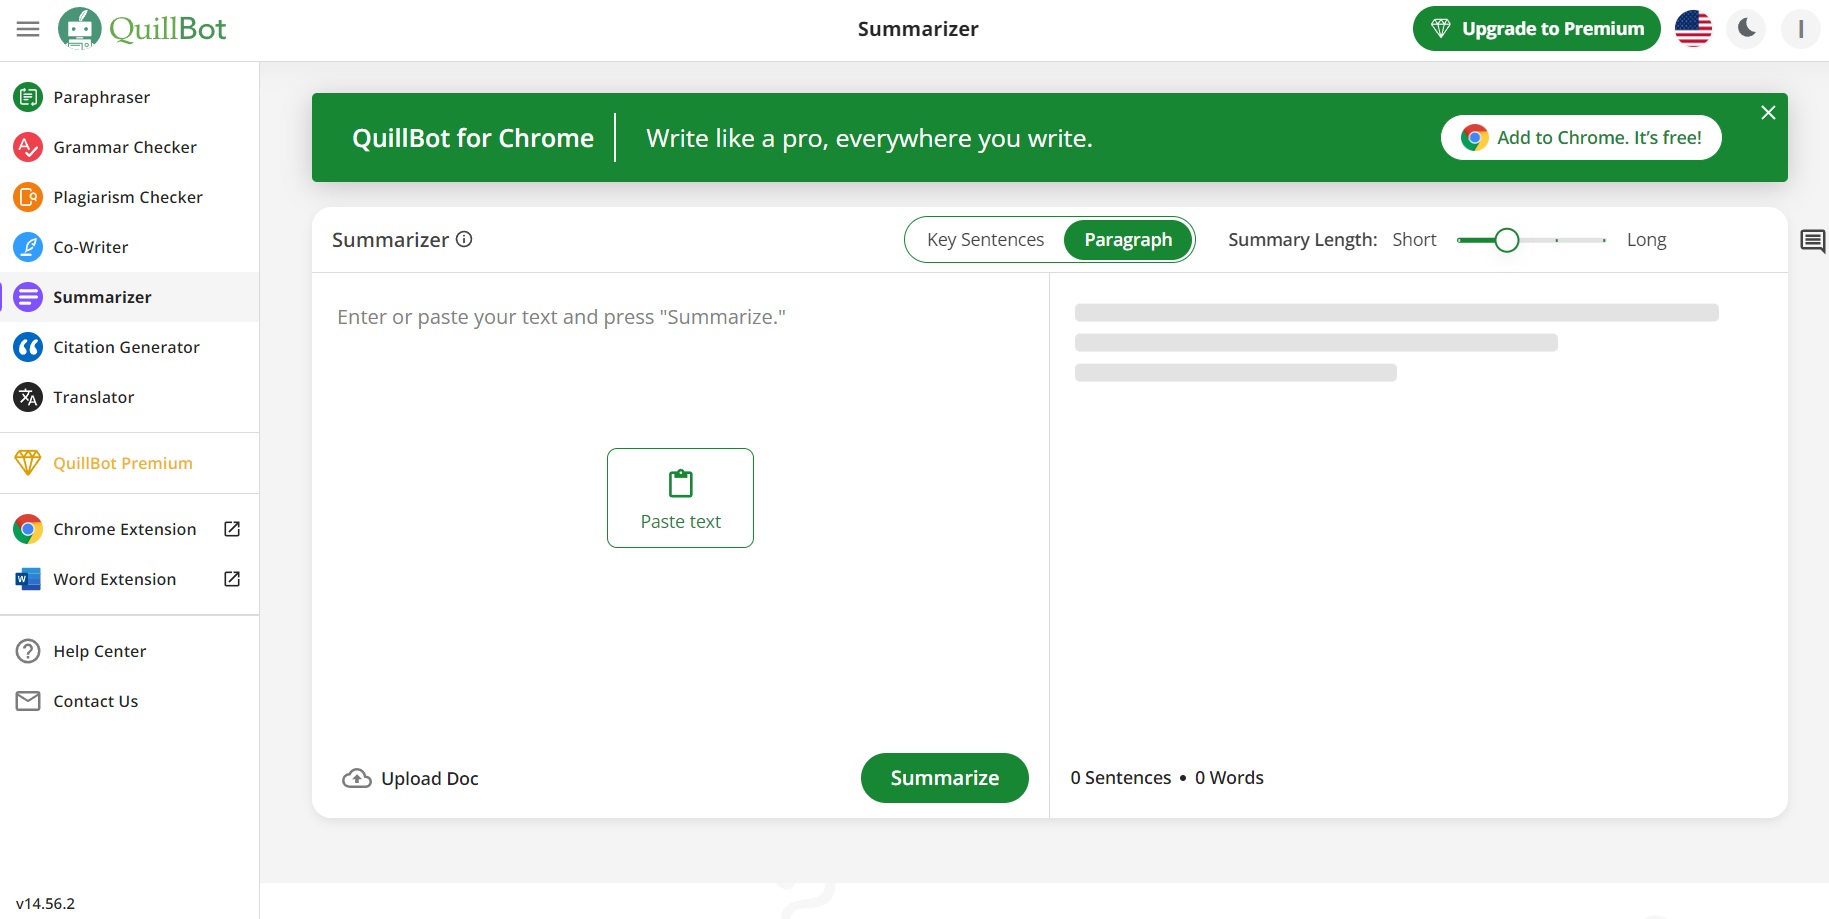 QuillBot
Summarizer
Upgrade to Premium
Paraphraser
Grammar Checker
Plagiarism Checker
Co-Writer
Summarizer
Citation Generator
Translator
QuillBot Premium
Chrome Extension
Word Extension
Help Center
Contact Us
v14.56.2
QuillBot for Chrome
Write like a pro, everywhere you write.
Add to Chrome. It's free!
Summarizer
Key Sentences
Paragraph
Summary Length:
Short
Long
Enter or paste your text and press "Summarize."
Paste text
Upload Doc
Summarize
0 Sentences • 0 Words